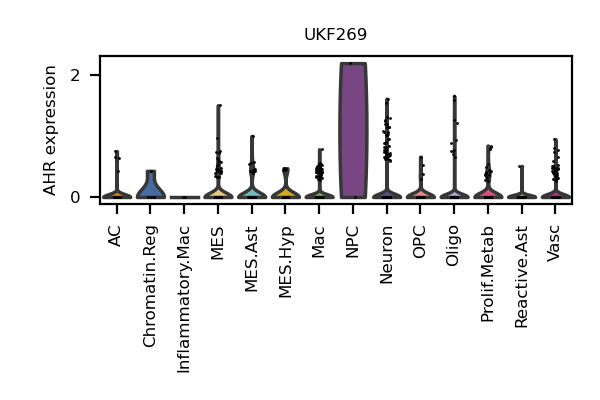 UKF269
AHR expression
2
0
AC
Chromatin.Reg
Inflammatory.Mac
MES
MES.Ast
MES.Hyp
Mac
NPC
Neuron
OPC
Oligo
Prolif.Metab
Reactive.Ast
Vasc